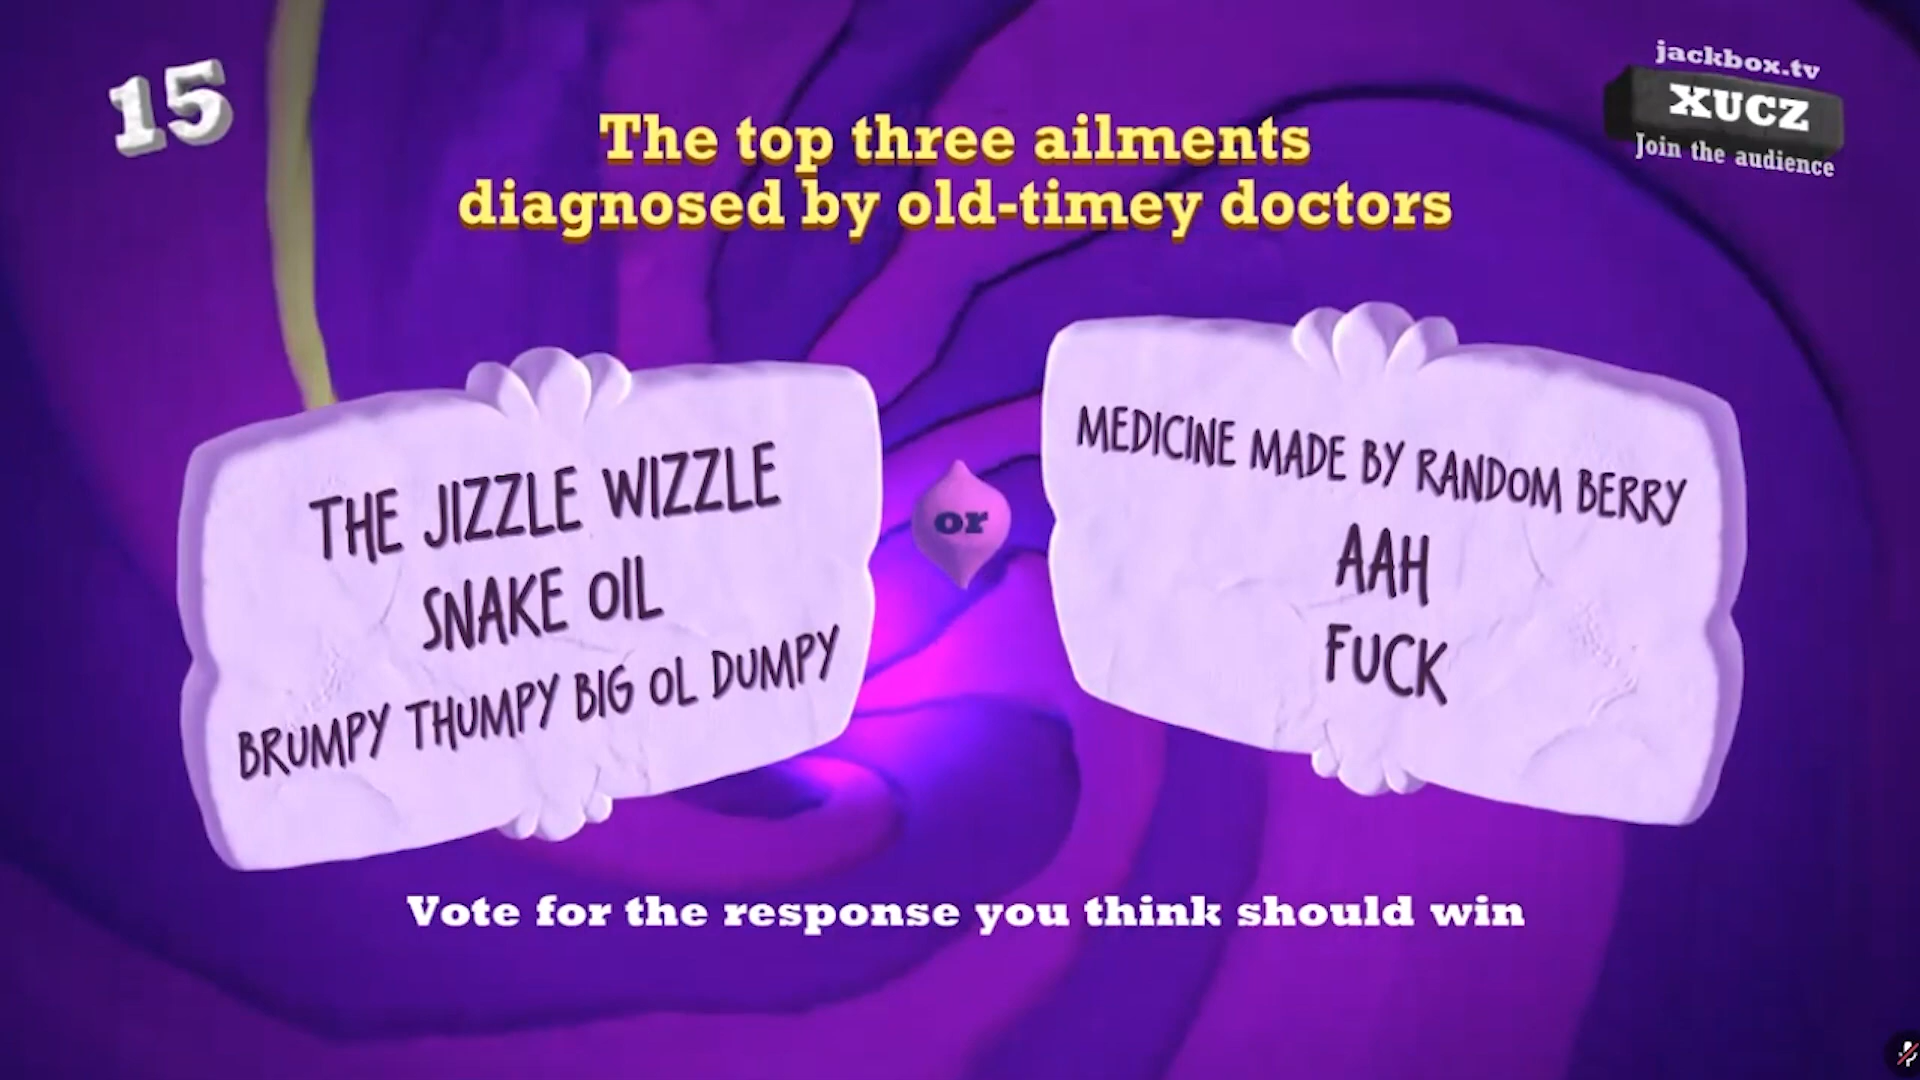 15
jackbox.tv
XUCZ
Join the audience
The top three ailments
diagnosed by old-timey doctors
THE JIZZLE WIZZLE
SNAKE OIL
BRUMPY THUMPY BIG OL DUMPY
or
MEDICINE MADE BY RANDOM BERRY
AAH
FUCK
Vote for the response you think should win